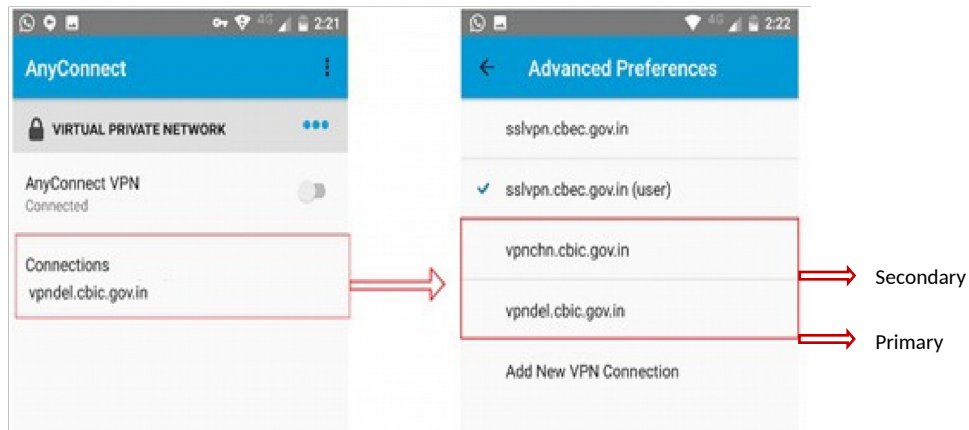 2:21
AnyConnect
VIRTUAL PRIVATE NETWORK
AnyConnect VPN
Connected
Connections
vpndel.cbic.gov.in
4G 2:22
Advanced Preferences
sslvpn.cbec.gov.in
sslvpn.cbec.gov.in (user)
vpnchn.cbic.gov.in
vpndel.cbic.gov.in
Add New VPN Connection
Secondary
Primary